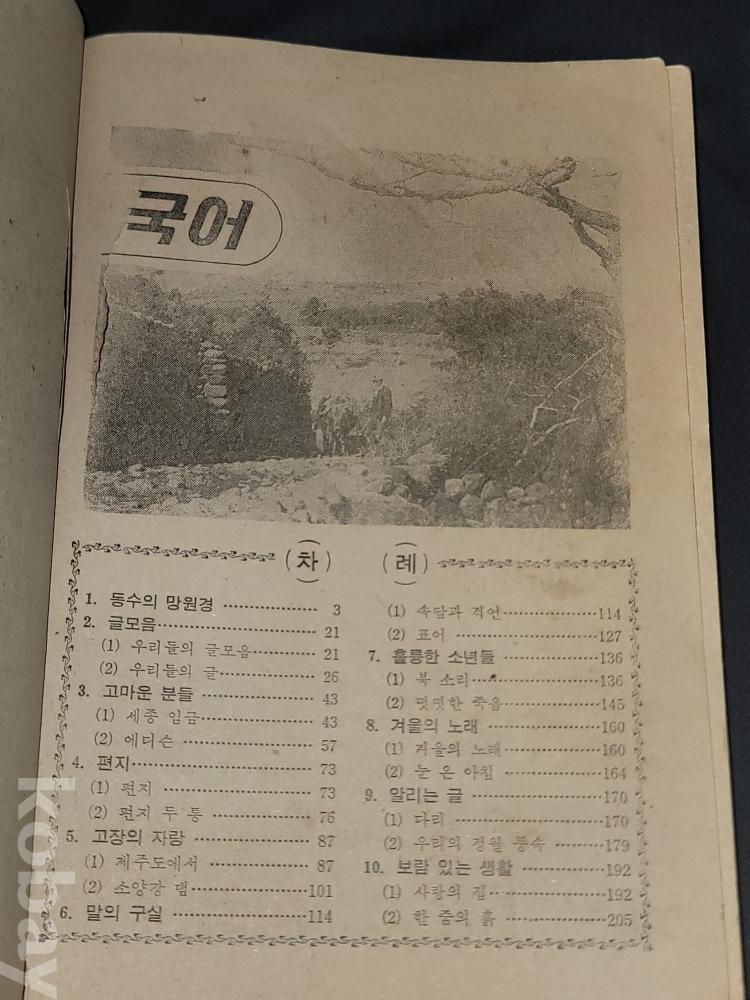 국어
(차 례)
1. 동수의 망원경 ……………… 3
2. 글모음……………………… 21
(1) 우리들의 글모음………… 21
(2) 우리들의 글 ……………… 26
3. 고마운 분들 ……………… 43
(1) 세종 임금………………… 43
(2) 에디슨 …………………… 57
4. 편지………………………… 73
(1) 편지 ……………………… 73
(2) 편지 두 통 ……………… 76
5. 고장의 자랑 ……………… 87
(1) 제주도에서 ……………… 87
(2) 소양강 댐…………………101
6. 말의 구실 …………………114
(1) 속담과 격언………………114
(2) 표어 ………………………127
7. 훌륭한 소년들 ……………136
(1) 북 소리……………………136
(2) 떳떳한 죽음………………145
8. 겨울의 노래 ………………160
(1) 겨울의 노래………………160
(2) 눈 온 아침 ………………164
9. 알리는 글 …………………170
(1) 다리 ………………………170
(2) 우리의 정월 풍속 ………179
10. 보람 있는 생활 …………192
(1) 사랑의 집…………………192
(2) 한 줌의 흙 ………………205
kobay